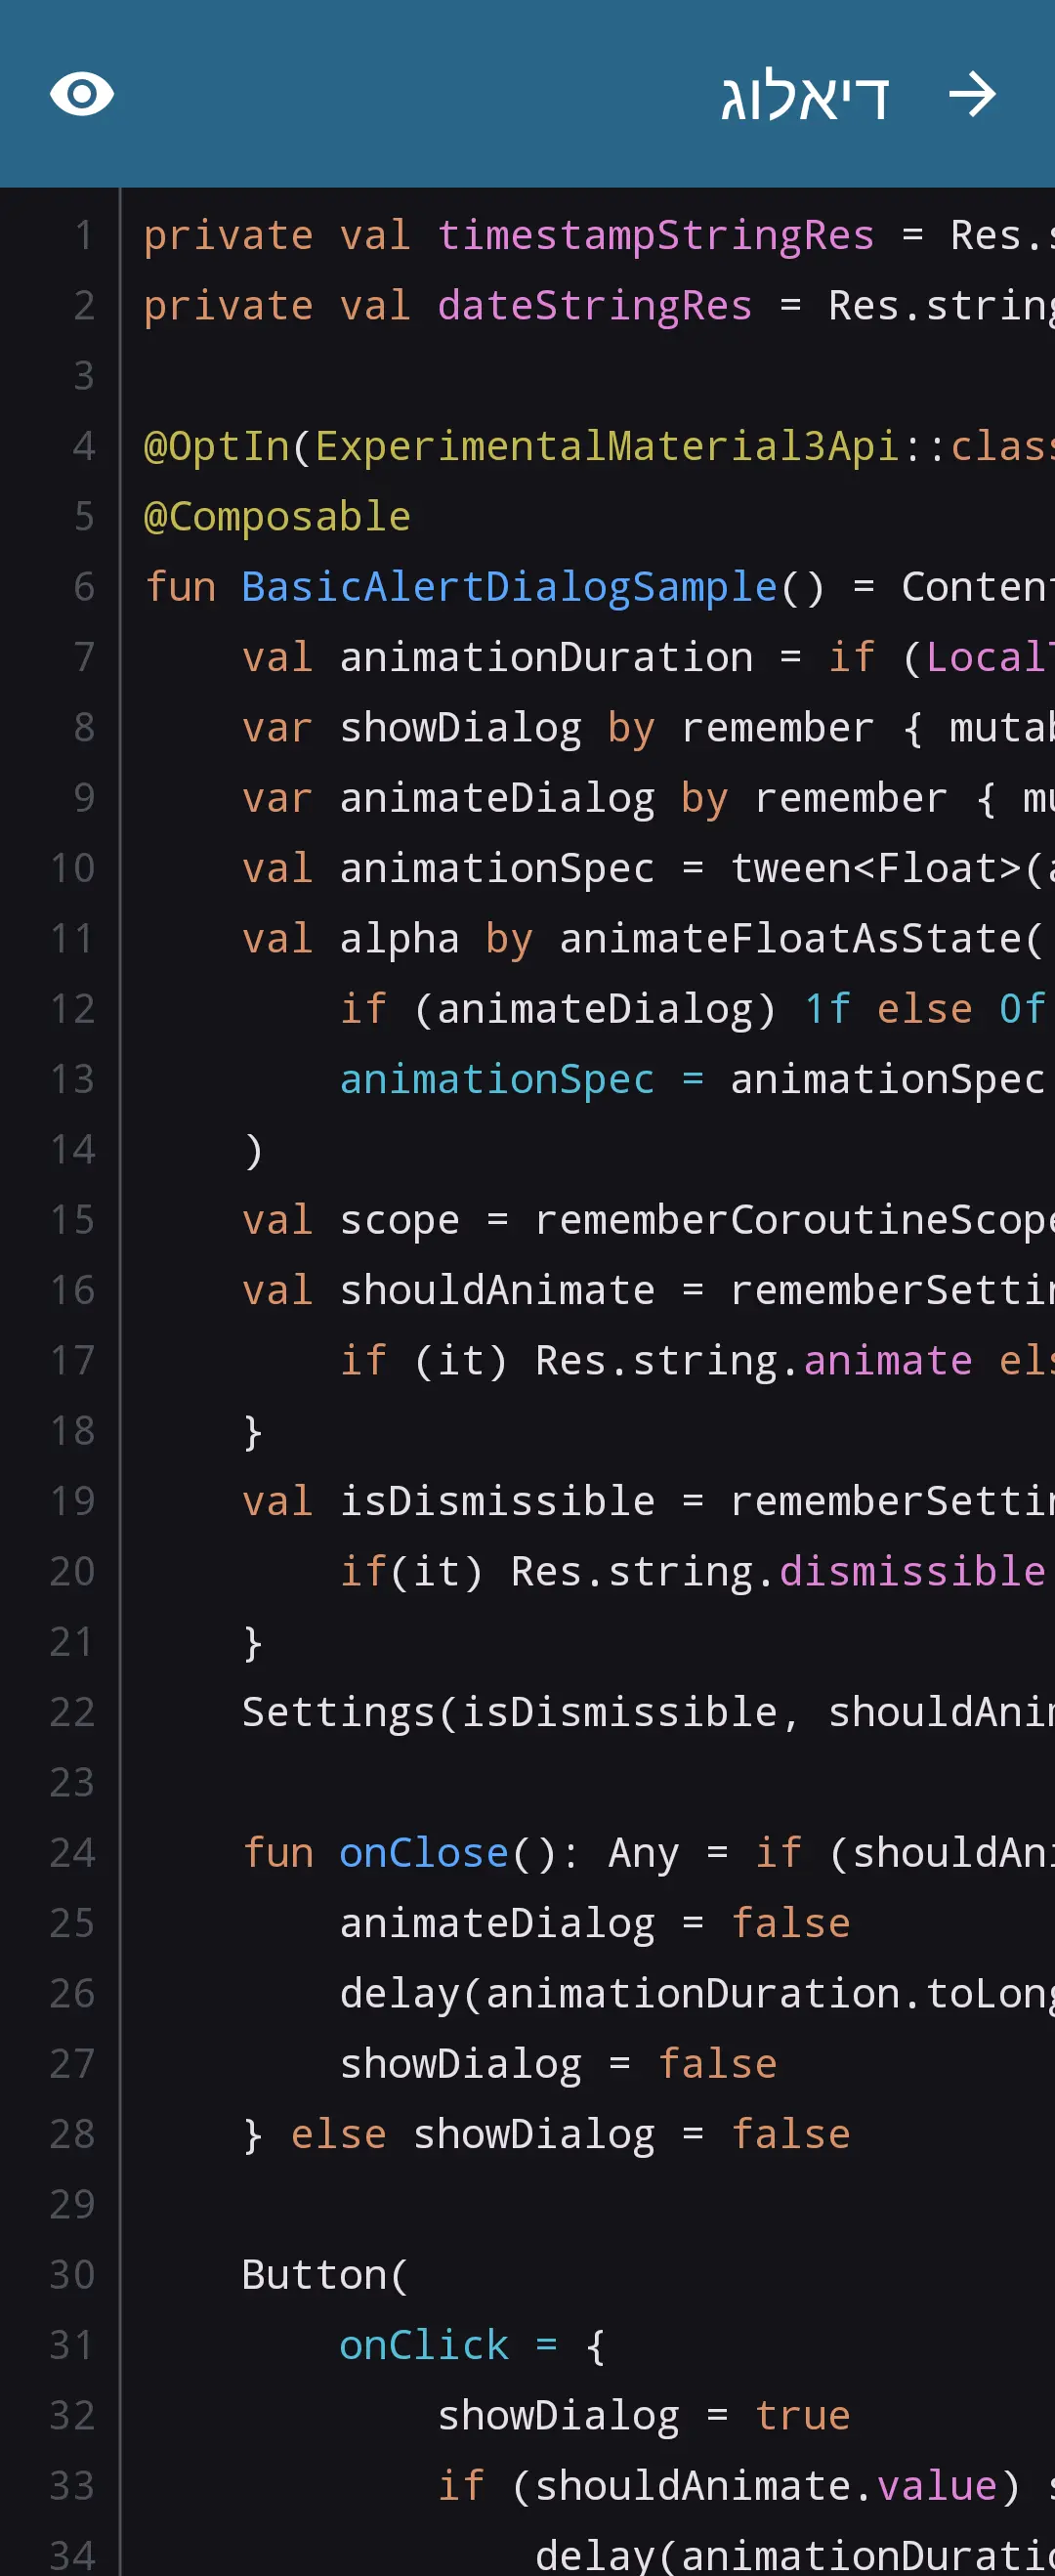 דיאלוג
1 private val timestampStringRes = Res.s
2 private val dateStringRes = Res.string
3
4 @OptIn(ExperimentalMaterial3Api::class
5 @Composable
6 fun BasicAlertDialogSample() = Content
7 val animationDuration = if (LocalT
8 var showDialog by remember { mutab
9 var animateDialog by remember { mu
10 val animationSpec = tween<Float>(a
11 val alpha by animateFloatAsState(
12 if (animateDialog) 1f else 0f
13 animationSpec = animationSpec
14 )
15 val scope = rememberCoroutineScope
16 val shouldAnimate = rememberSettin
17 if (it) Res.string.animate els
18 }
19 val isDismissible = rememberSettin
20 if(it) Res.string.dismissible
21 }
22 Settings(isDismissible, shouldAnim
23
24 fun onClose(): Any = if (shouldAni
25 animateDialog = false
26 delay(animationDuration.toLong
27 showDialog = false
28 } else showDialog = false
29
30 Button(
31 onClick = {
32 showDialog = true
33 if (shouldAnimate.value) s
34 delay(animationDuratio